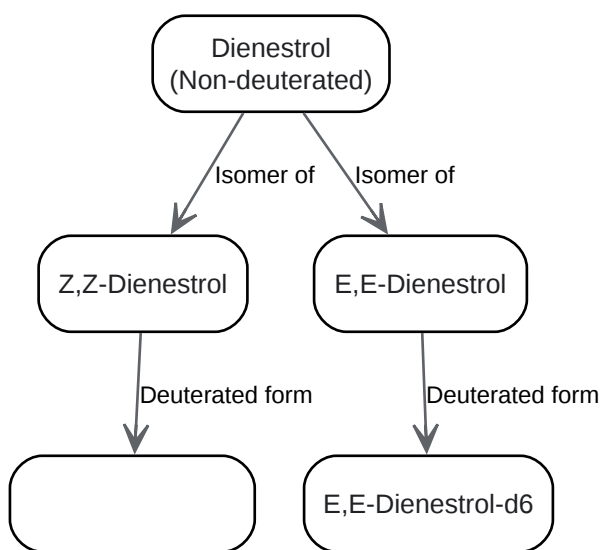 Dienestrol
(Non-deuterated)
Isomer of
Isomer of
Z,Z-Dienestrol
E,E-Dienestrol
Deuterated form
Deuterated form
E,E-Dienestrol-d6